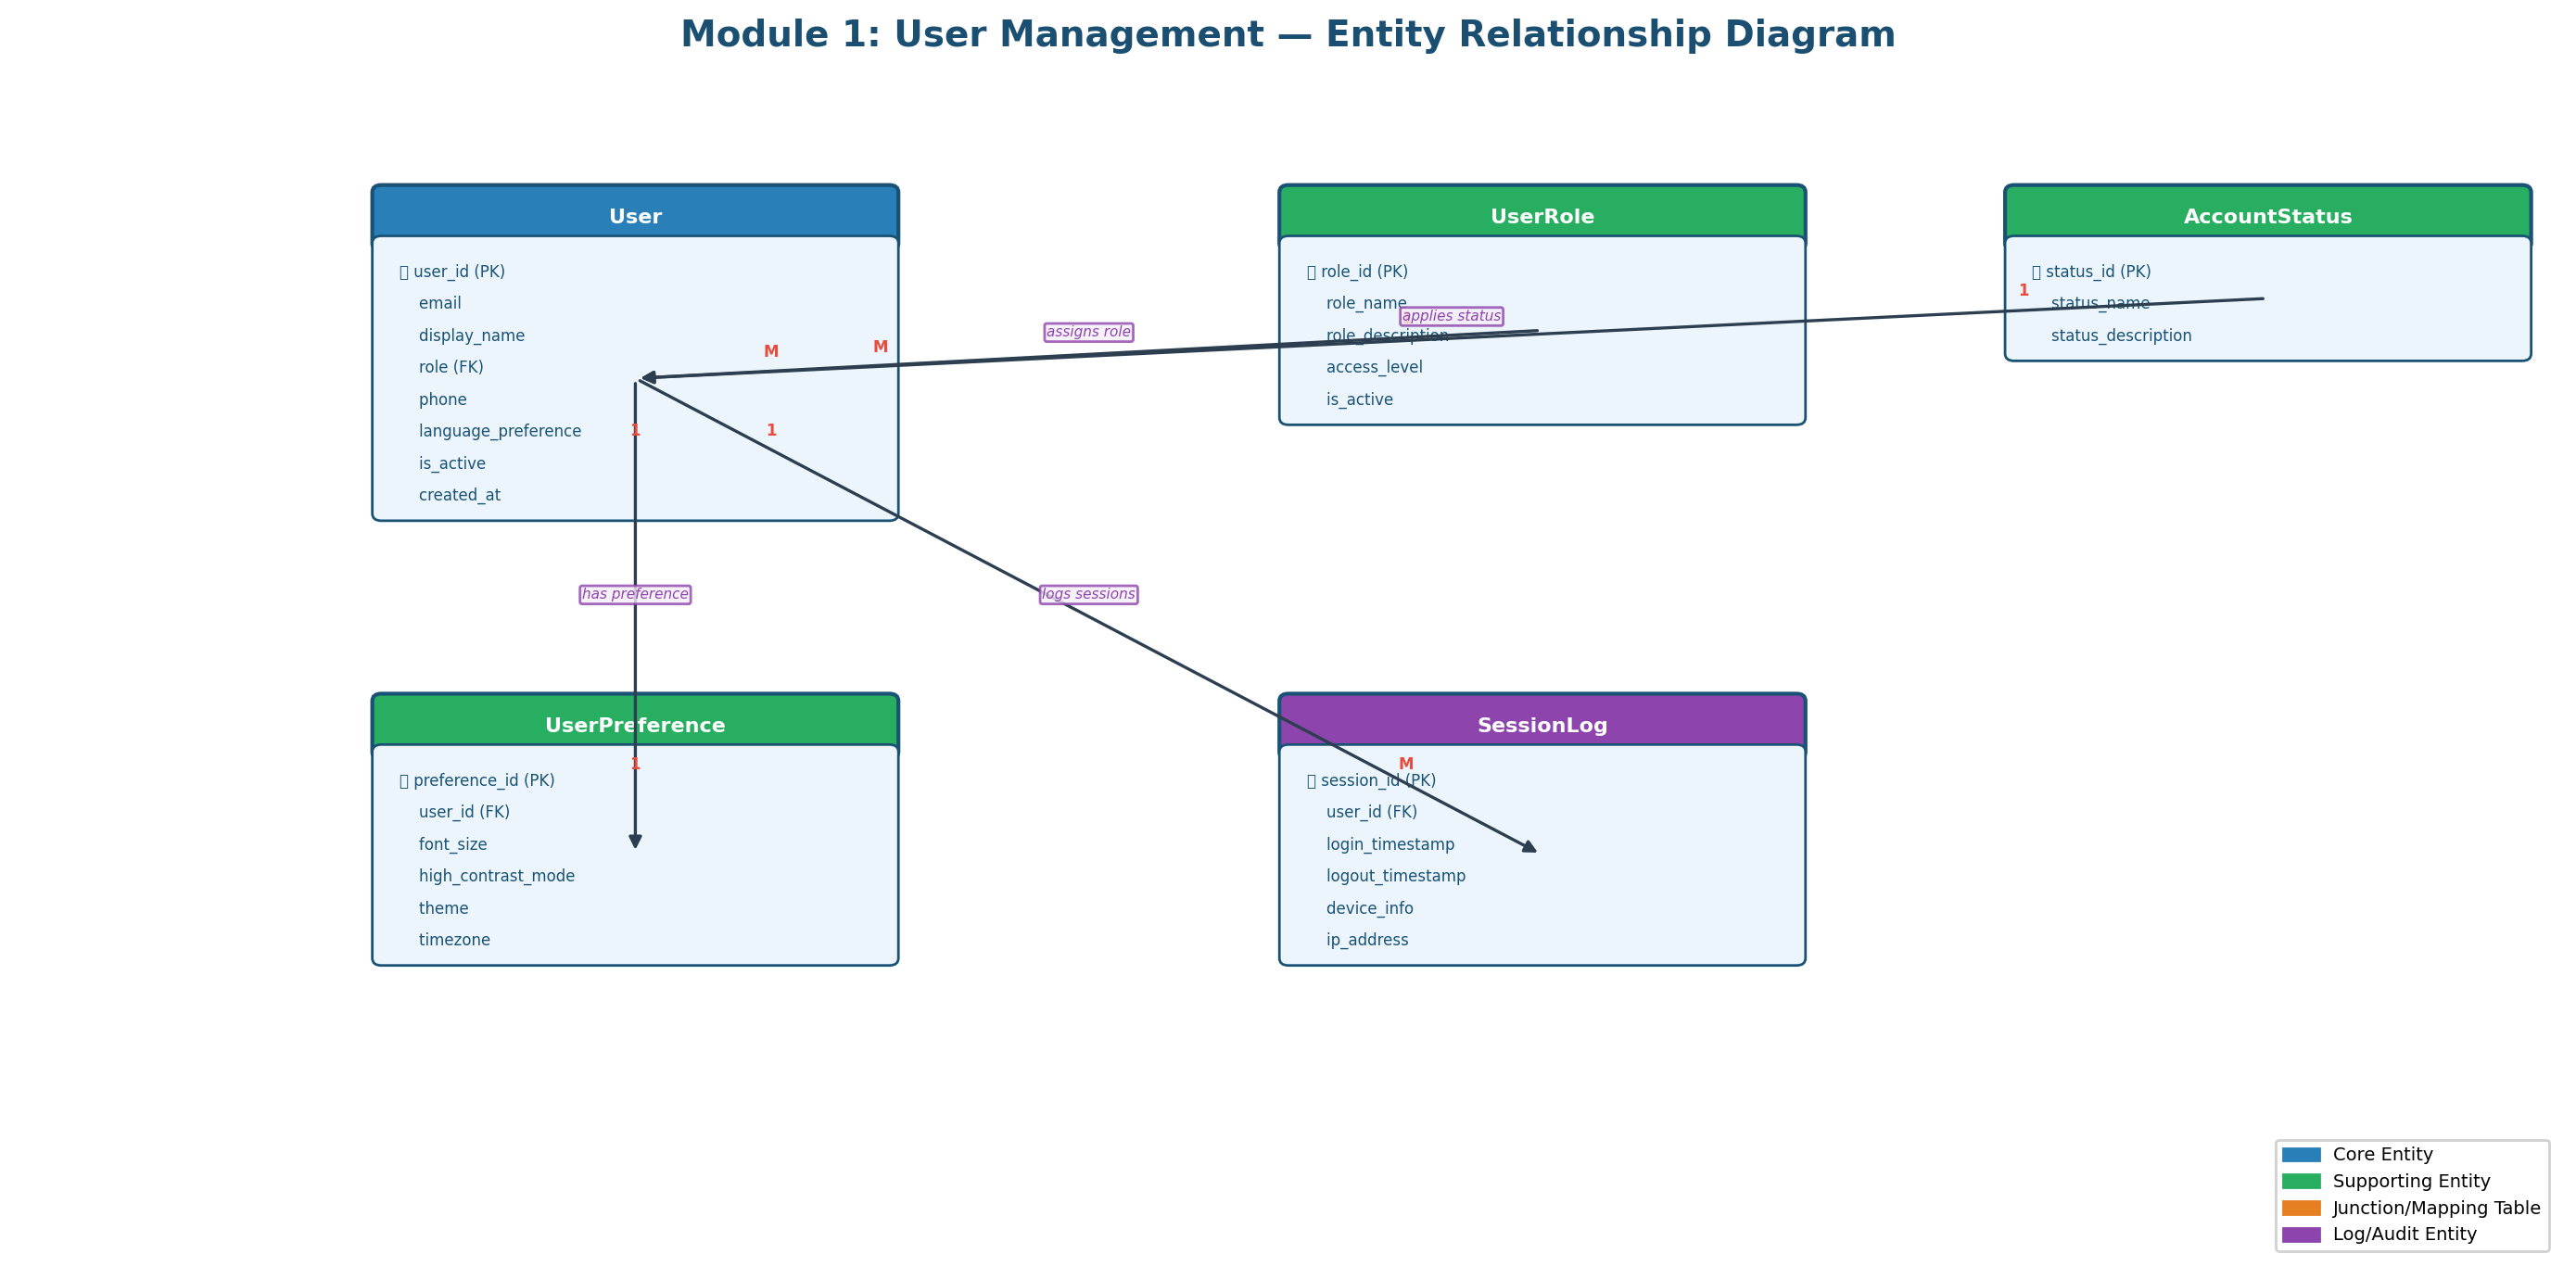 Module 1: User Management — Entity Relationship Diagram
User
user_id (PK)
email
display_name
role (FK)
phone
language_preference
is_active
created_at
M
M
1
1
assigns role
UserRole
role_id (PK)
role_name
role_description
access_level
is_active
applies status
AccountStatus
1
status_id (PK)
status_name
status_description
has preference
logs sessions
UserPreference
1
preference_id (PK)
user_id (FK)
font_size
high_contrast_mode
theme
timezone
SessionLog
M
session_id (PK)
user_id (FK)
login_timestamp
logout_timestamp
device_info
ip_address
Core Entity
Supporting Entity
Junction/Mapping Table
Log/Audit Entity